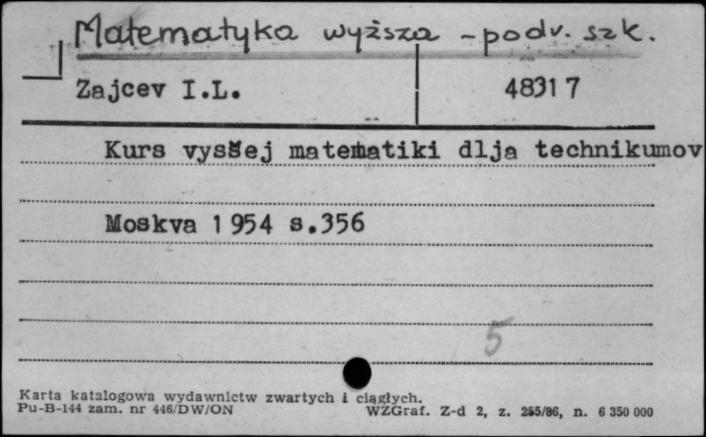 Matematyka wyższa - podr. szk.
Zajcev I.L. 48317
Kurs vysšej matematiki dlja technikumov
Moskva 1954 s.356
5
Karta katalogowa wydawnictw zwartych i ciągłych.
Pu-B-144 zam. nr 446/DW/ON WZGraf. Z-d 2, z. 255/86, n. 6 350 000